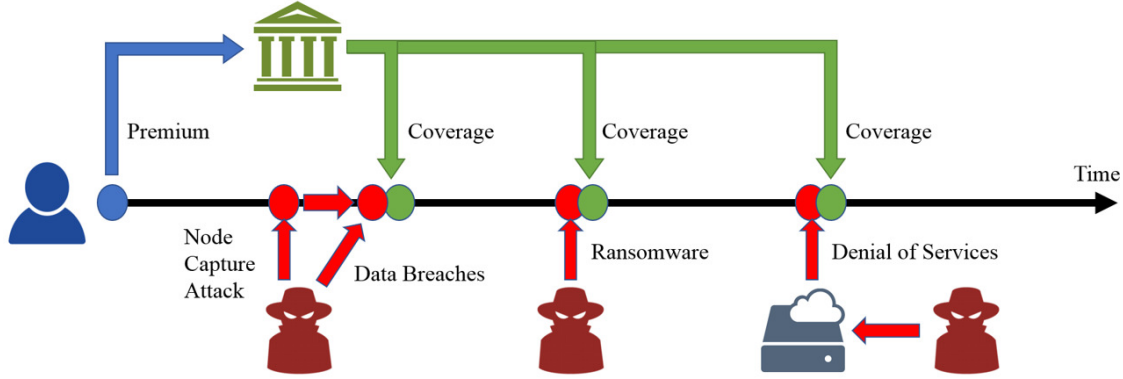 Premium
Coverage
Coverage
Coverage
Time
Node
Capture
Attack
Data Breaches
Ransomware
Denial of Services